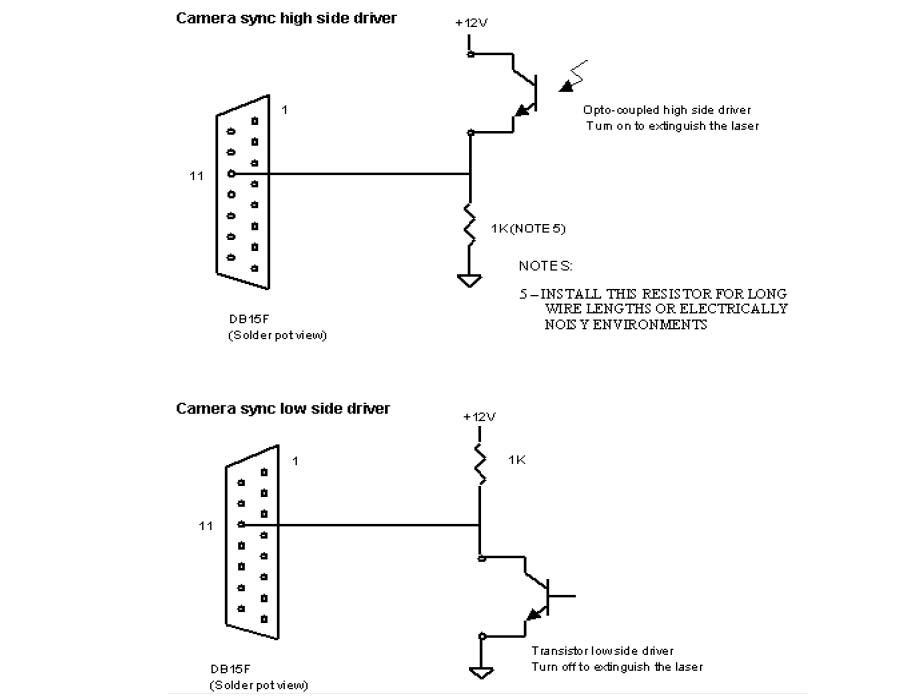 Camera sync high side driver
+12V
1
Opto-coupled high side driver
Turn on to extinguish the laser
11
1K(NOTE 5)
NOTES:
5 – INSTALL THIS RESISTOR FOR LONG
WIRE LENGTHS OR ELECTRICALLY
NOISY ENVIRONMENTS
DB15F
(Solder pot view)
Camera sync low side driver
+12V
1
1K
11
Transistor low side driver
Turn off to extinguish the laser
DB15F
(Solder pot view)